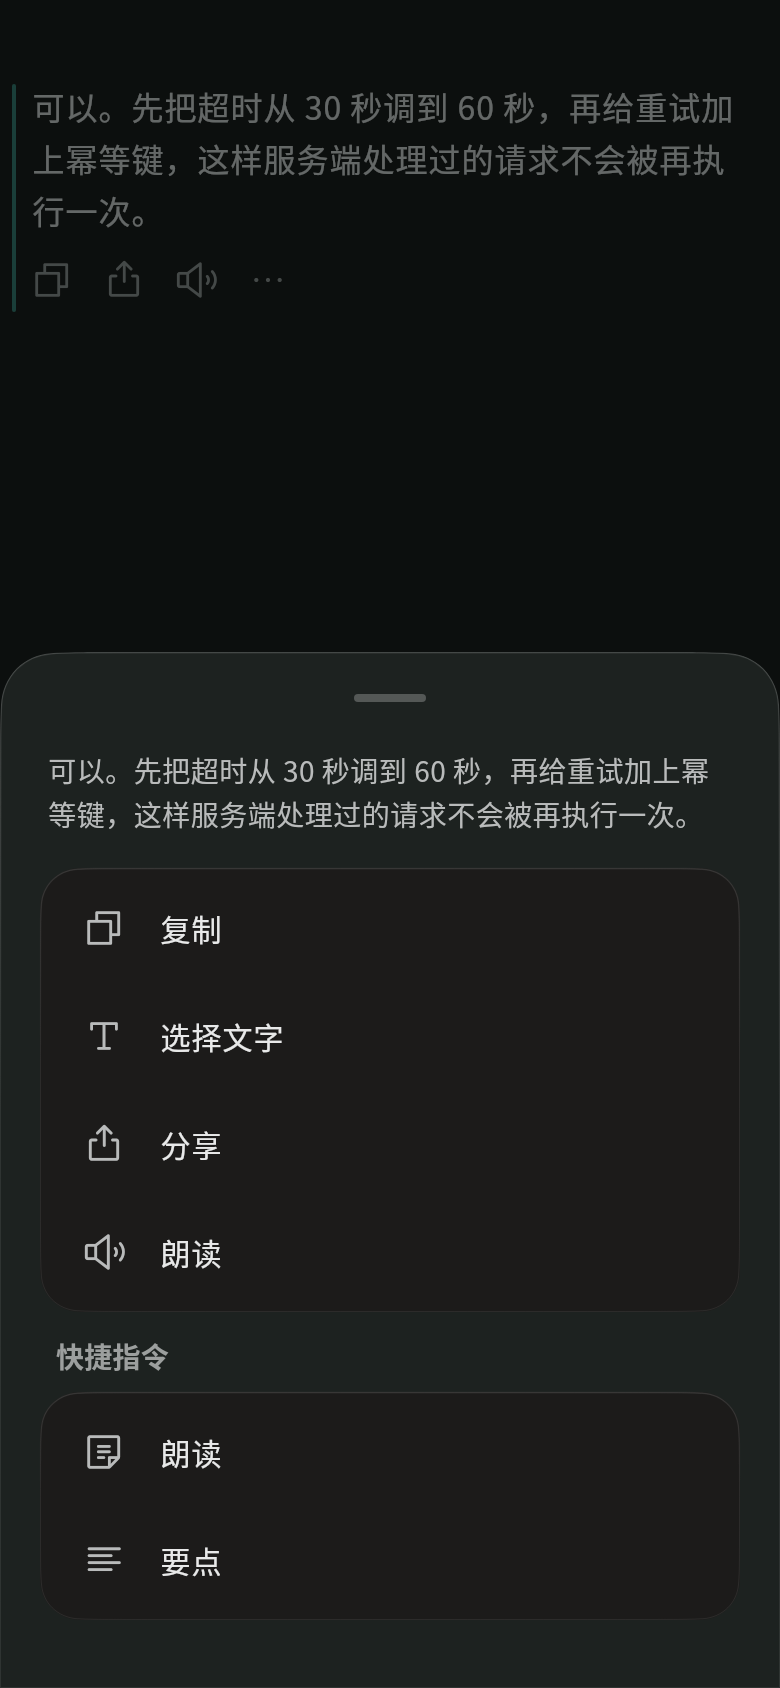 可以。先把超时从 30 秒调到 60 秒，再给重试加
上幂等键，这样服务端处理过的请求不会被再执
行一次。
可以。先把超时从 30 秒调到 60 秒，再给重试加上幂
等键，这样服务端处理过的请求不会被再执行一次。
复制
选择文字
分享
朗读
快捷指令
朗读
要点